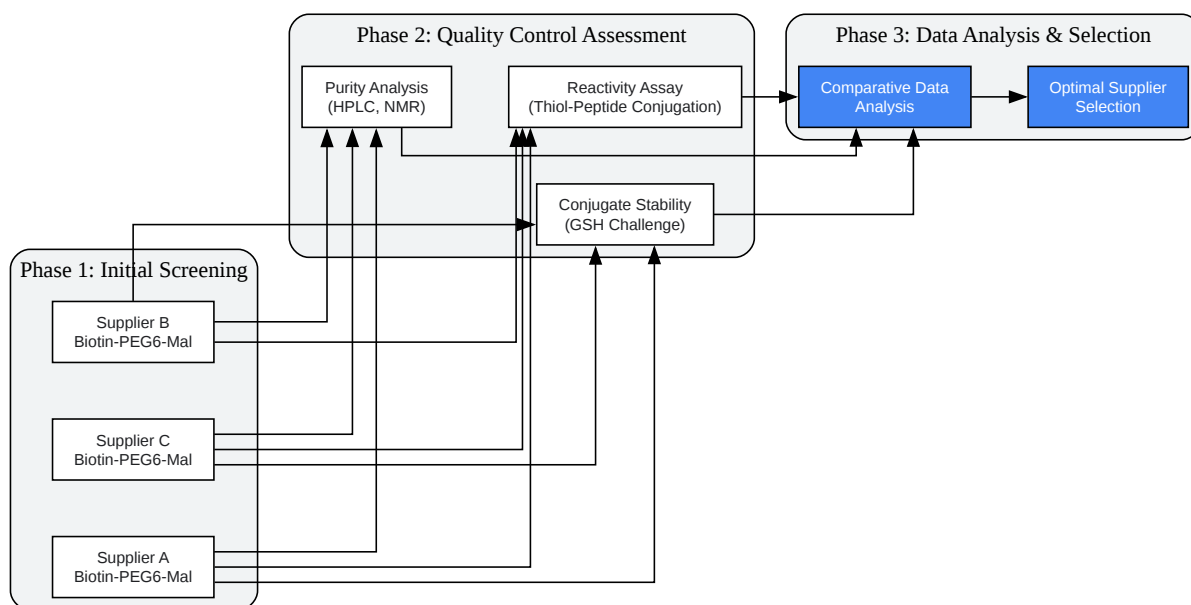 Phase 2: Quality Control Assessment
Purity Analysis
(HPLC, NMR)
Reactivity Assay
(Thiol-Peptide Conjugation)
Conjugate Stability
(GSH Challenge)
Phase 3: Data Analysis & Selection
Comparative Data
Analysis
Optimal Supplier
Selection
Phase 1: Initial Screening
Supplier B
Biotin-PEG6-Mal
Supplier C
Biotin-PEG6-Mal
Supplier A
Biotin-PEG6-Mal